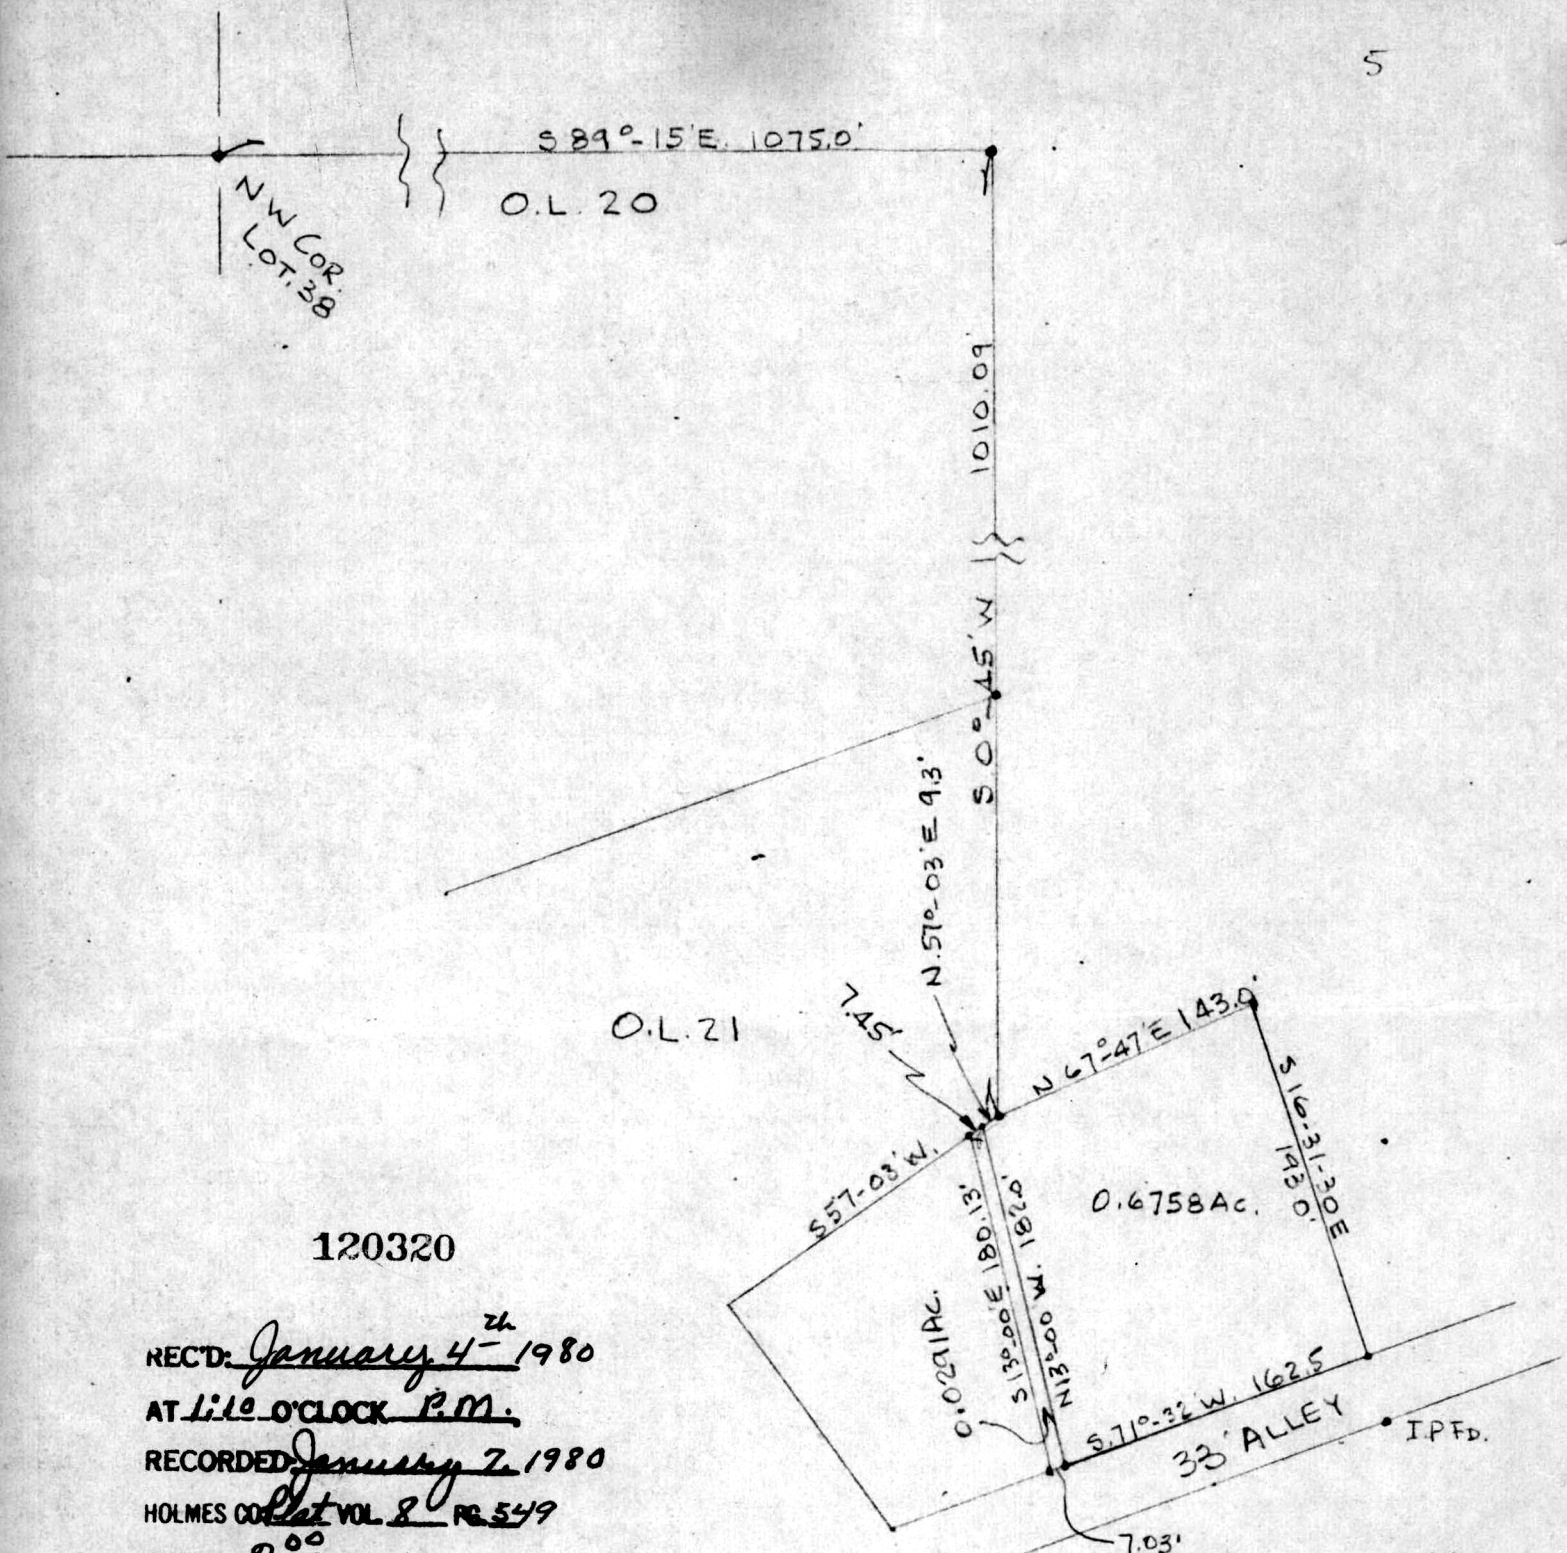 5
S 89°-15'E. 1075.0'
O.L. 20
N W COR.
LOT. 38
1010.09
S. 0°-45' W
N. 57°-03' E 9.3'
7.45'
O.L. 21
N 67°-47' E 143.0'
S 16-31-30 E
193.0'
S 57-03' W.
0.6758 Ac.
S 13°-00 E 180.13'
N 13°-00 W. 182.0'
0.0291 AC.
S. 71°-32 W. 162.5
33' ALLEY
I.P. FD.
7.03'
120320
REC'D: January 4th 1980
AT 1:10 O'CLOCK P.M.
RECORDED January 7, 1980
HOLMES CO Plat VOL. 8 PG. 549